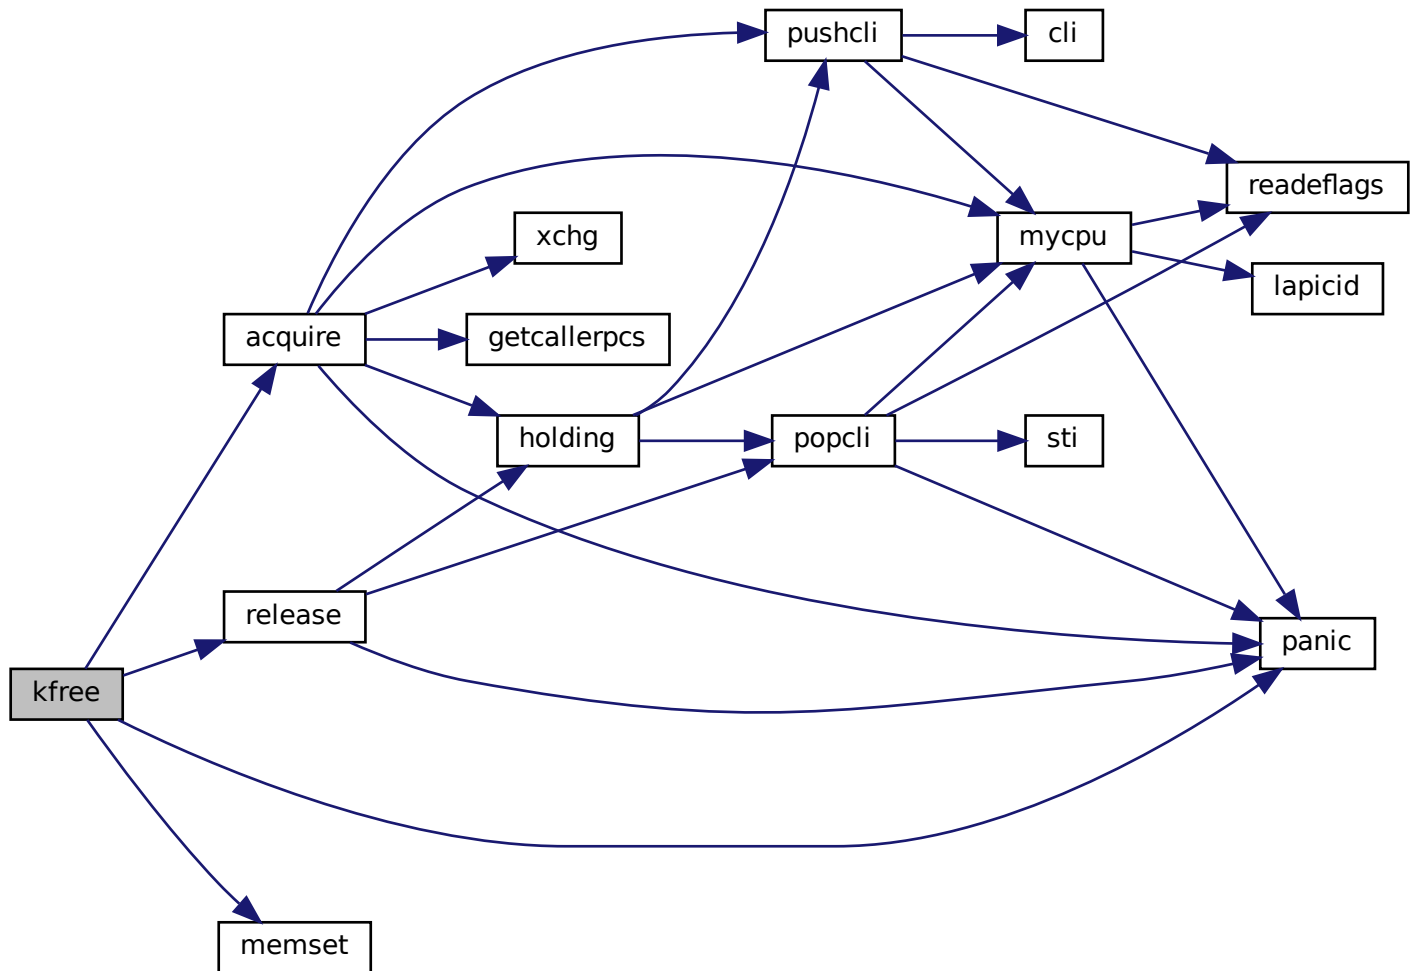 pushcli
cli
readeflags
xchg
mycpu
lapicid
acquire
getcallerpcs
holding
popcli
sti
release
panic
kfree
memset